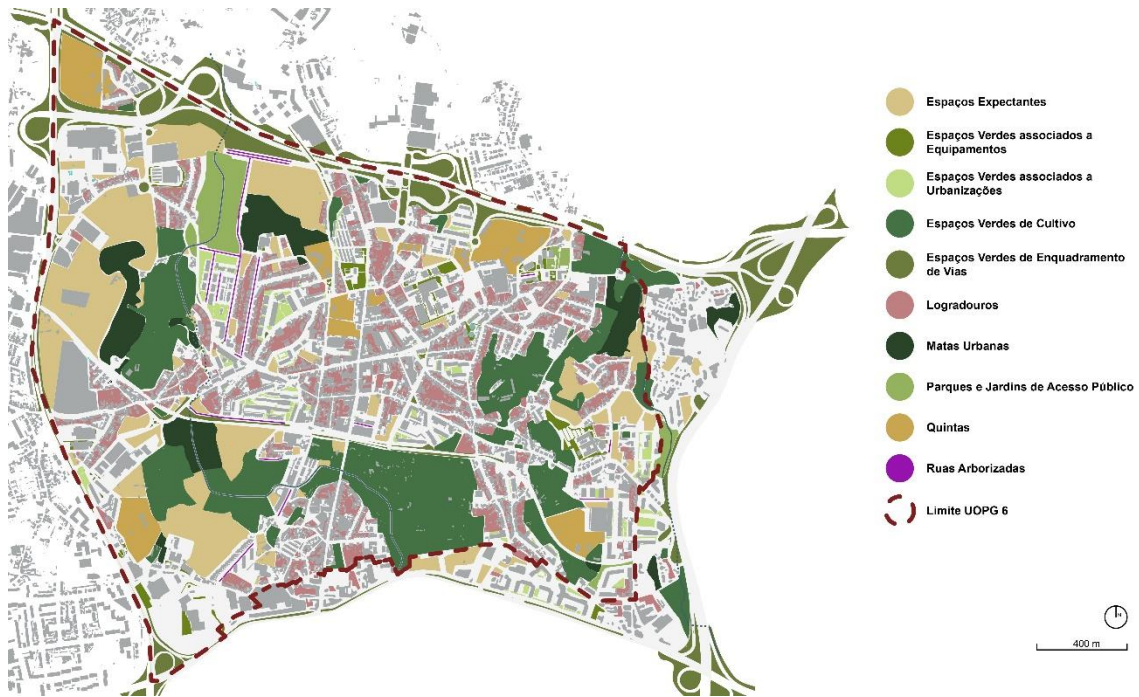 Espaços Expectantes
Espaços Verdes associados a
Equipamentos
Espaços Verdes associados a
Urbanizações
Espaços Verdes de Cultivo
Espaços Verdes de Enquadramento
de Vias
Logradouros
Matas Urbanas
Parques e Jardins de Acesso Público
Quintas
Ruas Arborizadas
Limite UOPG 6
400 m